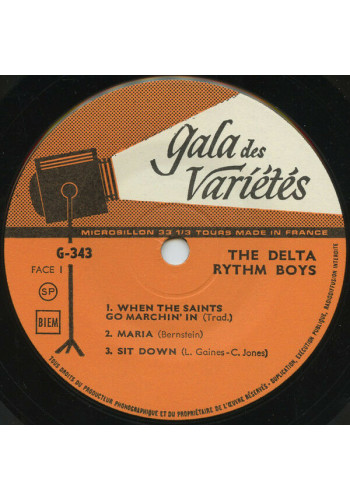 gala des
Variétés
MICROSILLON 33 1/3 TOURS MADE IN FRANCE
G-343
THE DELTA
RYTHM BOYS
FACE 1
SP
BIEM
1. WHEN THE SAINTS
GO MARCHIN' IN (Trad.)
2. MARIA (Bernstein)
3. SIT DOWN (L. Gaines - C. Jones)
TOUS DROITS DU PRODUCTEUR PHONOGRAPHIQUE ET DU PROPRIÉTAIRE DE L'ŒUVRE RÉSERVÉS - DUPLICATION, EXÉCUTION PUBLIQUE, RADIODIFFUSION INTERDITE